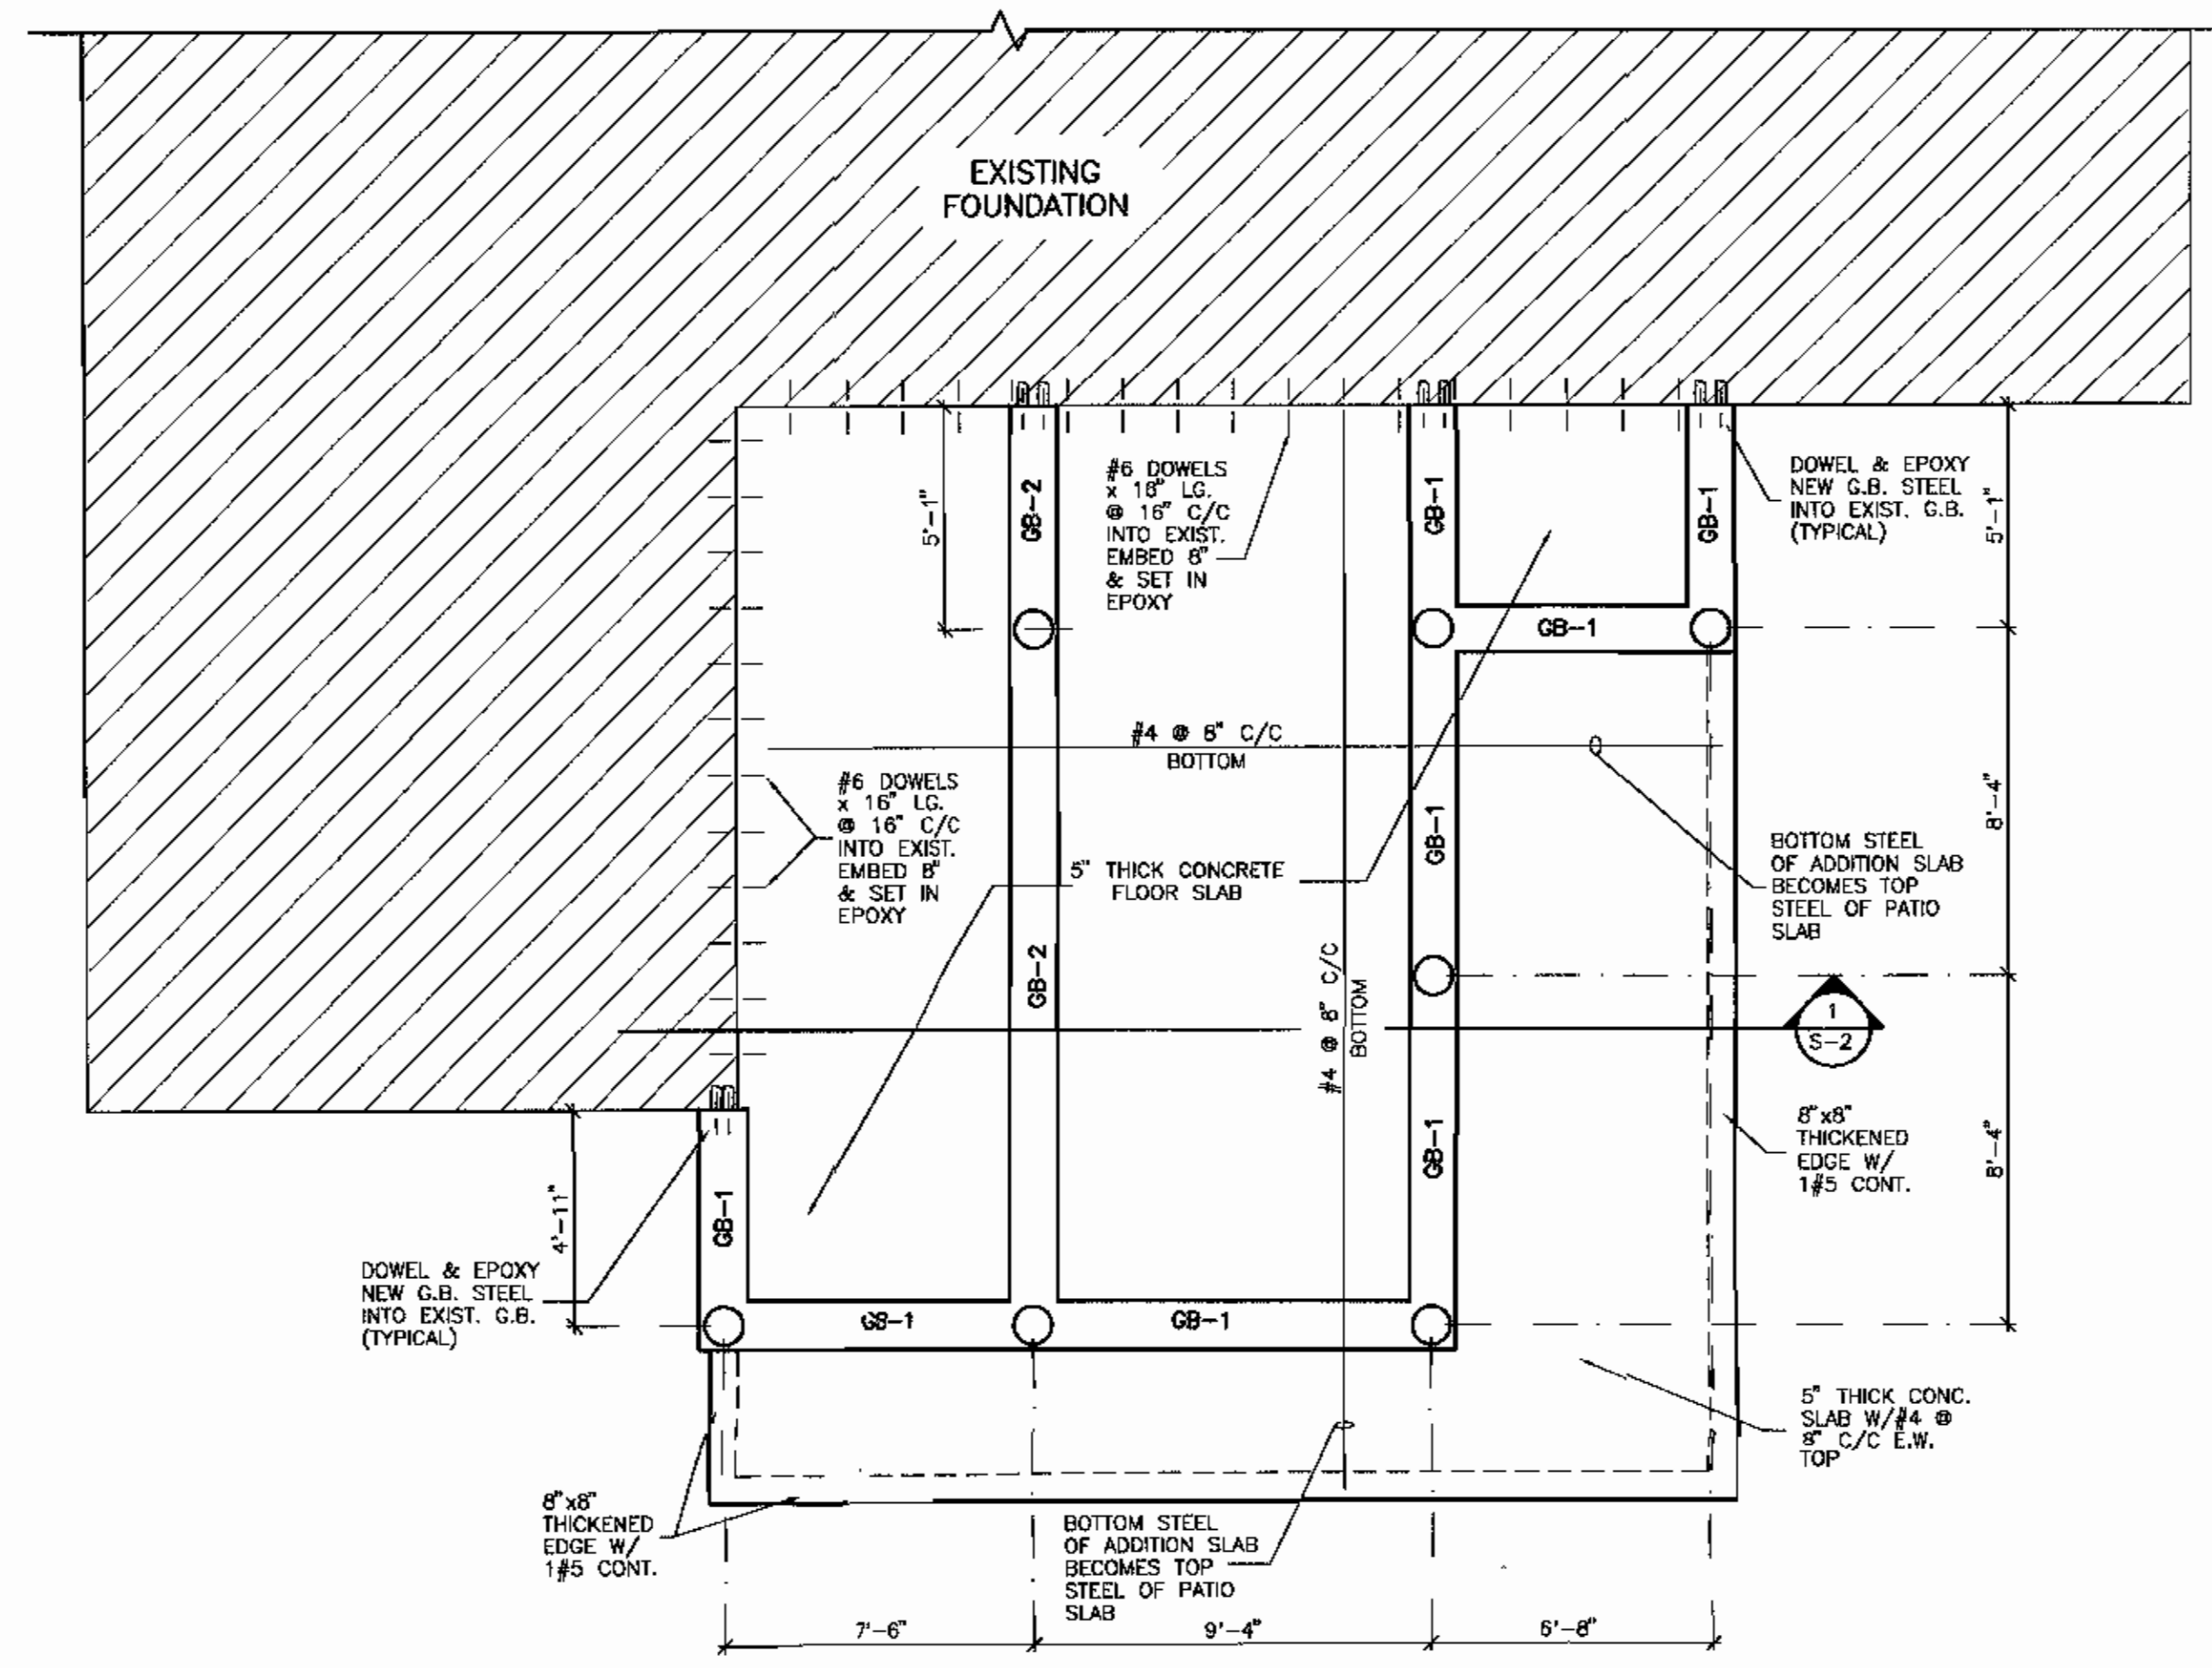 EXISTING
FOUNDATION
#6 DOWELS
x 16" LG.
@ 16" C/C
INTO EXIST.
EMBED 8"
& SET IN
EPOXY
DOWEL & EPOXY
NEW G.B. STEEL
INTO EXIST. G.B.
(TYPICAL)
5'-1"
GB-2
GB-1
GB-1
5'-1"
GB-1
#4 @ 8" C/C
BOTTOM
#6 DOWELS
x 16" LG.
@ 16" C/C
INTO EXIST.
EMBED 8"
& SET IN
EPOXY
5" THICK CONCRETE
FLOOR SLAB
GB-1
8'-4"
BOTTOM STEEL
OF ADDITION SLAB
BECOMES TOP
STEEL OF PATIO
SLAB
GB-2
#4 @ 8" C/C
BOTTOM
1
S-2
8"x8"
THICKENED
EDGE W/
1#5 CONT.
GB-1
8'-4"
4'-11"
GB-1
DOWEL & EPOXY
NEW G.B. STEEL
INTO EXIST. G.B.
(TYPICAL)
GB-1
GB-1
5" THICK CONC.
SLAB W/#4 @
8" C/C E.W.
TOP
8"x8"
THICKENED
EDGE W/
1#5 CONT.
BOTTOM STEEL
OF ADDITION SLAB
BECOMES TOP
STEEL OF PATIO
SLAB
7'-6"
9'-4"
6'-8"